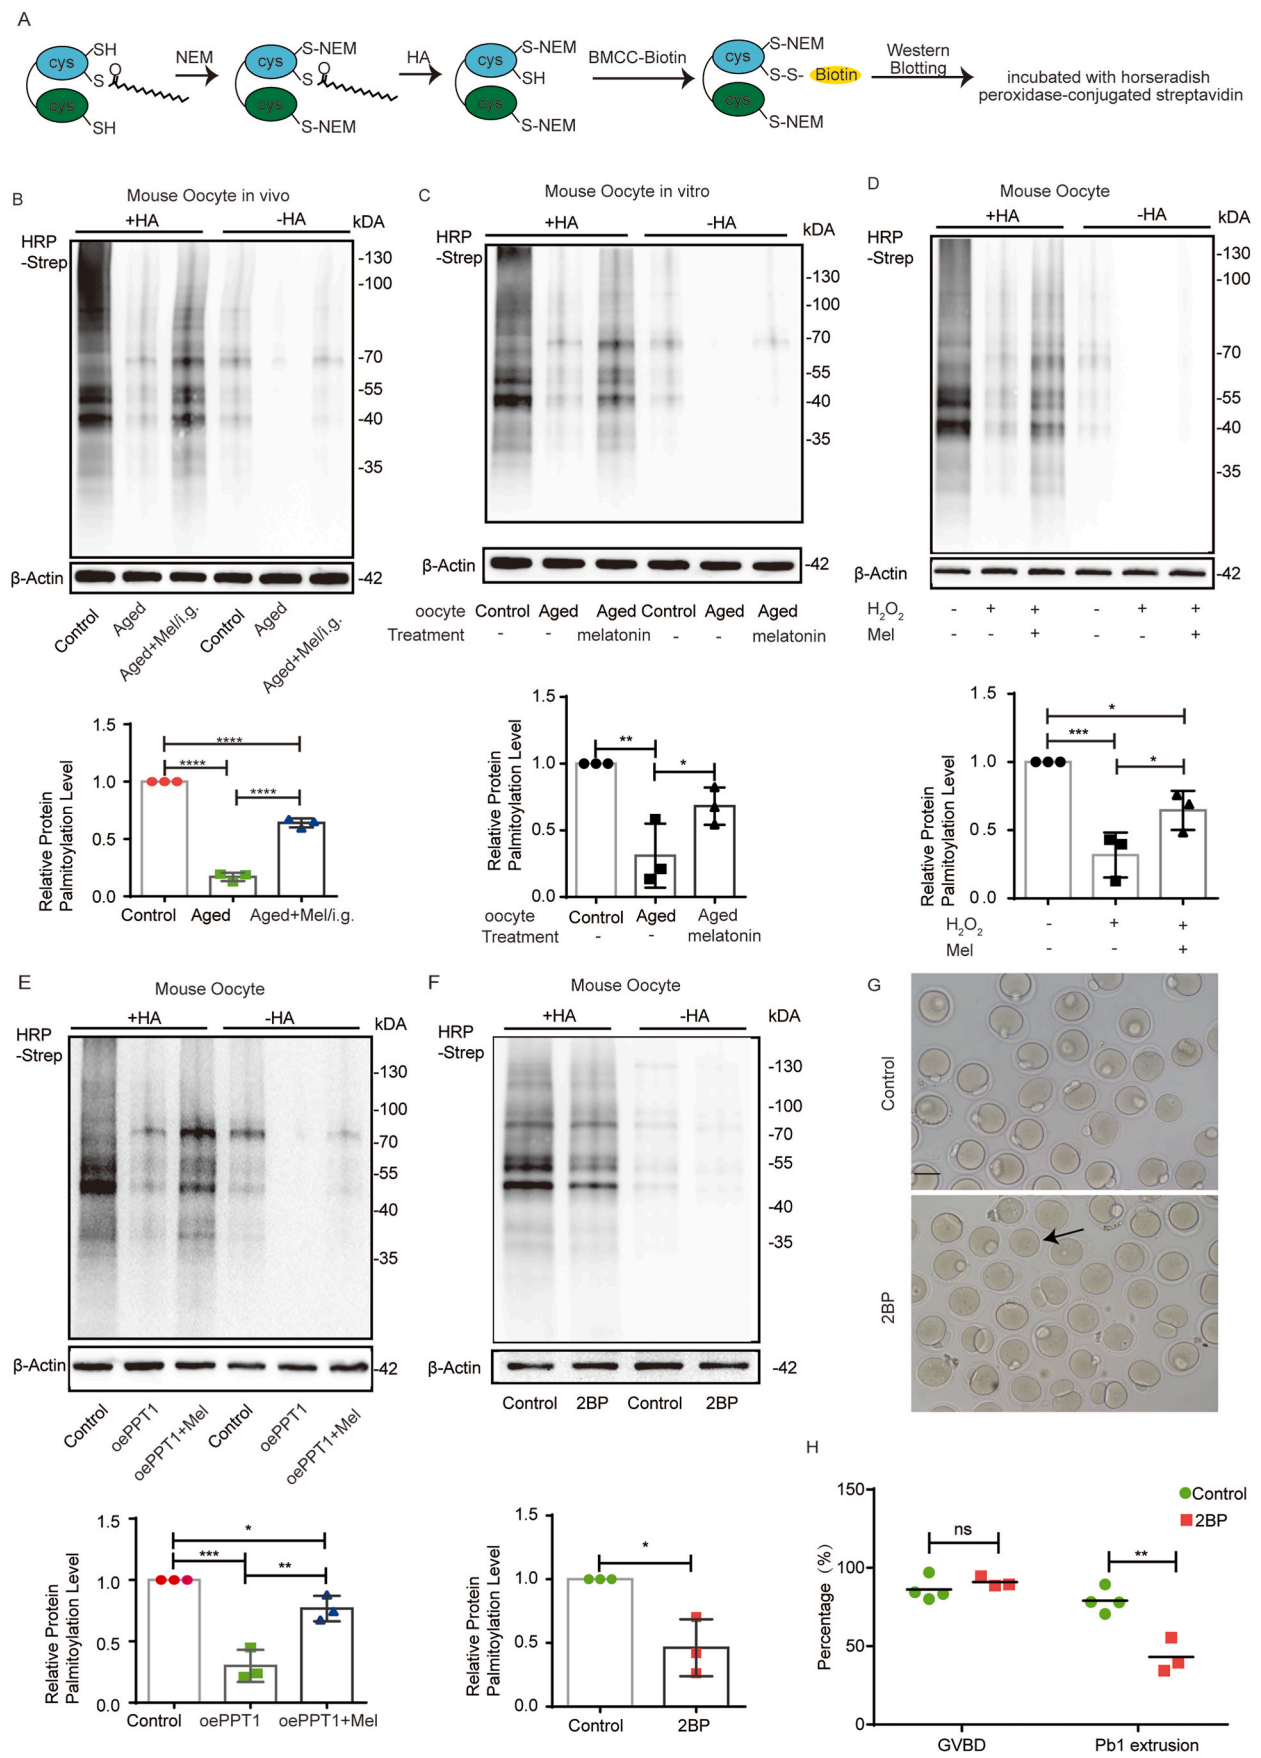 A
SH
cys
S
O
cys
SH
NEM
S-NEM
cys
S
O
cys
S-NEM
HA
S-NEM
cys
SH
cys
S-NEM
BMCC-Biotin
S-NEM
cys
S-S-
Biotin
cys
S-NEM
Western
Blotting
incubated with horseradish
peroxidase-conjugated streptavidin
B
Mouse Oocyte in vivo
+HA
-HA
kDA
HRP
-Strep
-130
-100
-70
-55
-40
-35
β-Actin
-42
Control
Aged
Aged+Mel/i.g.
Control
Aged
Aged+Mel/i.g.
Relative Protein
Palmitoylation Level
1.5
1.0
0.5
0.0
****
****
****
Control
Aged
Aged+Mel/i.g.
C
Mouse Oocyte in vitro
+HA
-HA
kDA
HRP
-Strep
-130
-100
-70
-55
-40
-35
β-Actin
-42
oocyte Control Aged Aged Control Aged Aged
Treatment - - melatonin - - melatonin
Relative Protein
Palmitoylation Level
1.5
1.0
0.5
0.0
**
*
oocyte Control Aged Aged
Treatment - - melatonin
D
Mouse Oocyte
+HA
-HA
kDA
HRP
-Strep
-130
-100
-70
-55
-40
-35
β-Actin
-42
H2O2 - + + - + +
Mel - - + - - +
Relative Protein
Palmitoylation Level
1.5
1.0
0.5
0.0
*
***
*
H2O2 - + +
Mel - - +
E
Mouse Oocyte
+HA
-HA
kDA
HRP
-Strep
-130
-100
-70
-55
-40
-35
β-Actin
-42
Control
oePPT1
oePPT1+Mel
Control
oePPT1
oePPT1+Mel
Relative Protein
Palmitoylation Level
1.5
1.0
0.5
0.0
*
***
**
Control
oePPT1
oePPT1+Mel
F
Mouse Oocyte
+HA
-HA
kDA
HRP
-Strep
-130
-100
-70
-55
-40
-35
β-Actin
-42
Control
2BP
Control
2BP
Relative Protein
Palmitoylation Level
1.5
1.0
0.5
0.0
*
Control
2BP
G
Control
2BP
H
Percentage (%)
150
100
50
0
ns
**
Control
2BP
GVBD
Pb1 extrusion